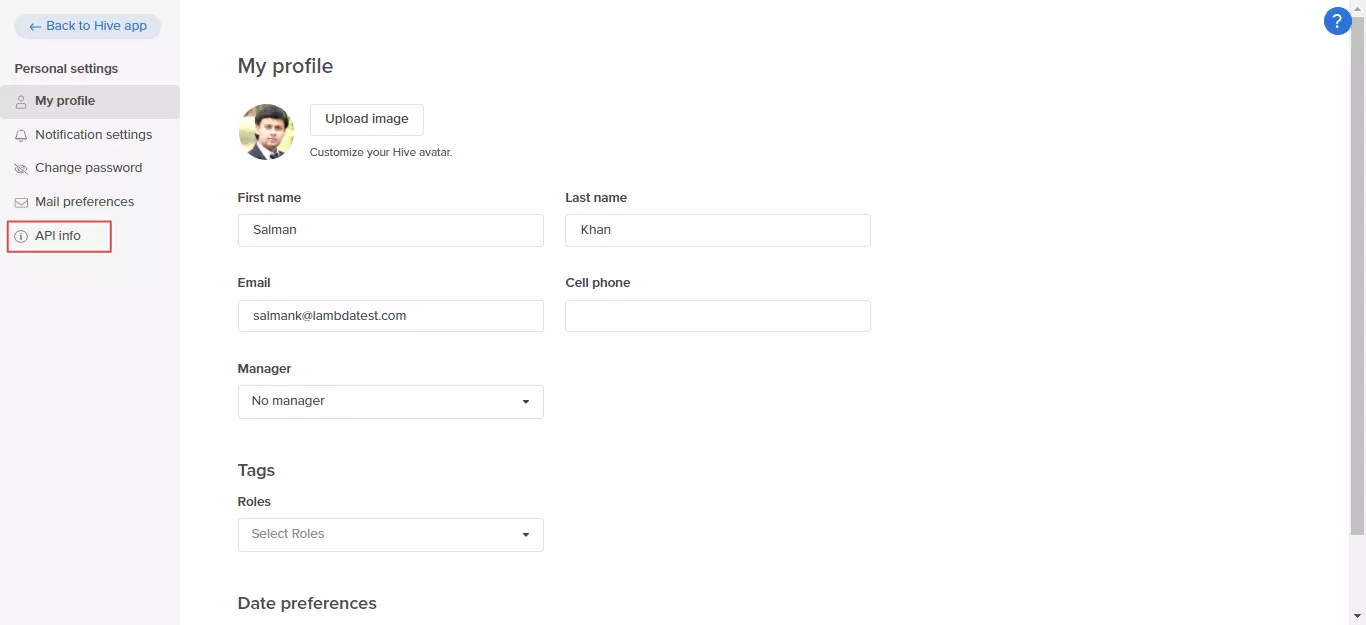 ← Back to Hive app
?
Personal settings
My profile
Notification settings
Change password
Mail preferences
API info
My profile
Upload image
Customize your Hive avatar.
First name Last name
Salman Khan
Email Cell phone
salmank@lambdatest.com
Manager
No manager
Tags
Roles
Select Roles
Date preferences